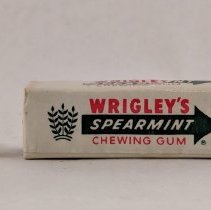 WRIGLEY'S
SPEARMINT
CHEWING GUM
®